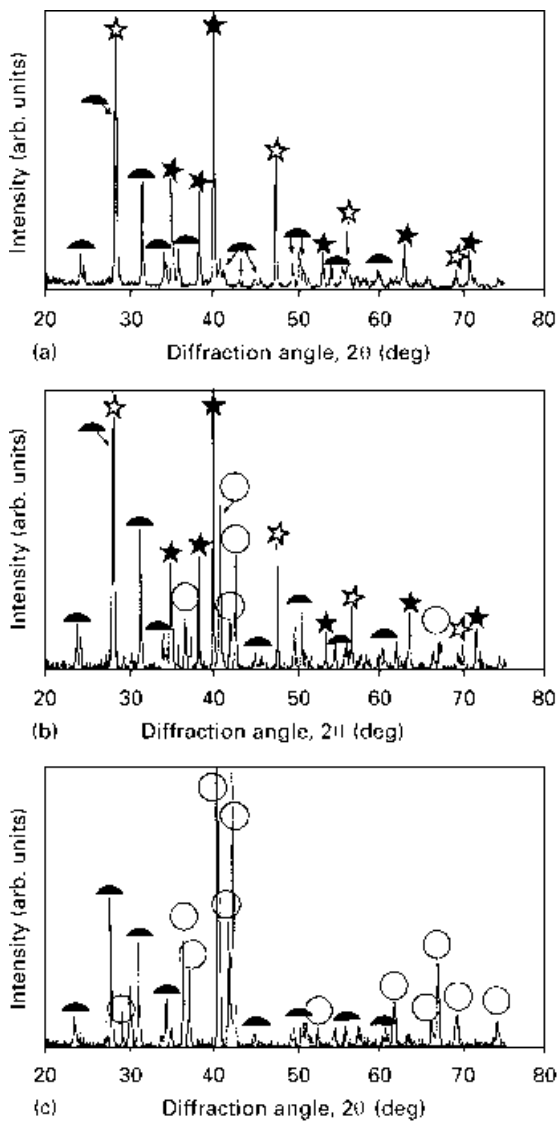 Intensity (arb. units)
20 30 40 50 60 70 80
(a) Diffraction angle, 2θ (deg)
Intensity (arb. units)
20 30 40 50 60 70 80
(b) Diffraction angle, 2θ (deg)
Intensity (arb. units)
20 30 40 50 60 70 80
(c) Diffraction angle, 2θ (deg)